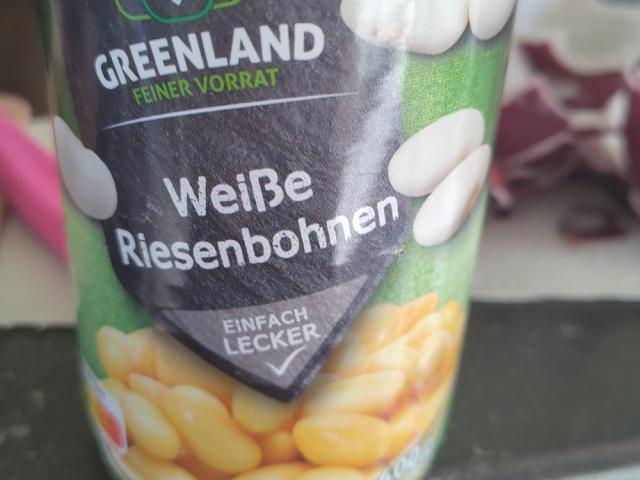 GREENLAND
FEINER VORRAT
Weiße
Riesenbohnen
EINFACH
LECKER